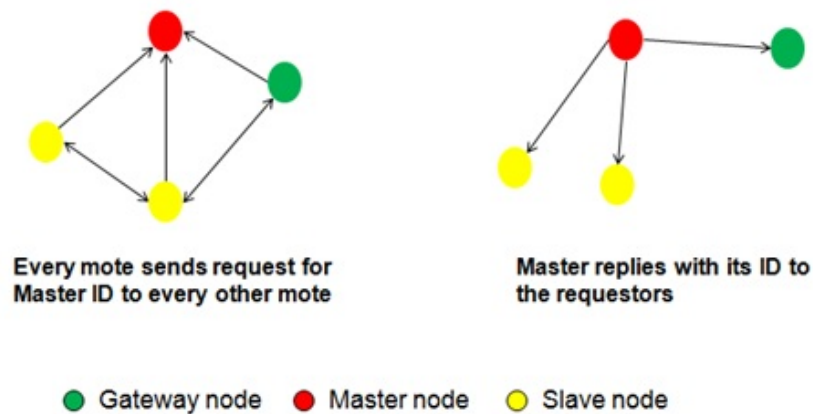 Every mote sends request for
Master ID to every other mote
Master replies with its ID to
the requestors
Gateway node
Master node
Slave node